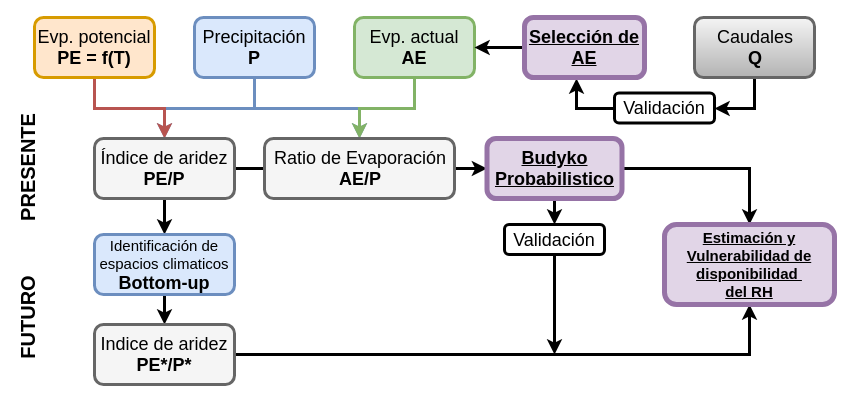 Evp. potencial
PE = f(T)
Precipitación
P
Evp. actual
AE
Selección de
AE
Caudales
Q
Validación
PRESENTE
Índice de aridez
PE/P
Ratio de Evaporación
AE/P
Budyko
Probabilistico
Validación
Estimación y
Vulnerabilidad de
disponibilidad
del RH
FUTURO
Identificación de
espacios climaticos
Bottom-up
Indice de aridez
PE*/P*